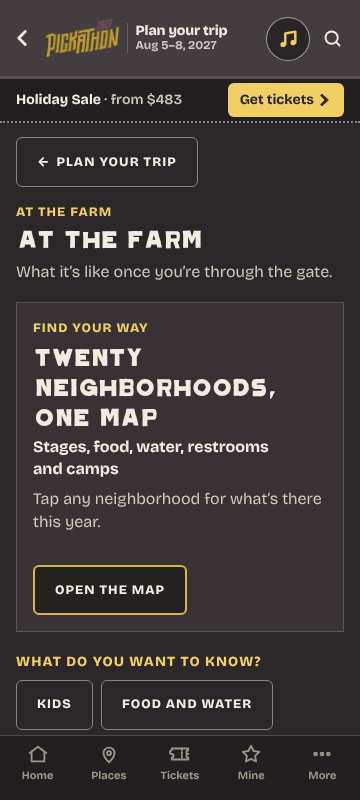 PICKATHON
Plan your trip
Aug 5–8, 2027
Holiday Sale · from $483
Get tickets
← PLAN YOUR TRIP
AT THE FARM
AT THE FARM
What it's like once you're through the gate.
FIND YOUR WAY
TWENTY
NEIGHBORHOODS,
ONE MAP
Stages, food, water, restrooms
and camps
Tap any neighborhood for what's there
this year.
OPEN THE MAP
WHAT DO YOU WANT TO KNOW?
KIDS
FOOD AND WATER
Home
Places
Tickets
Mine
More